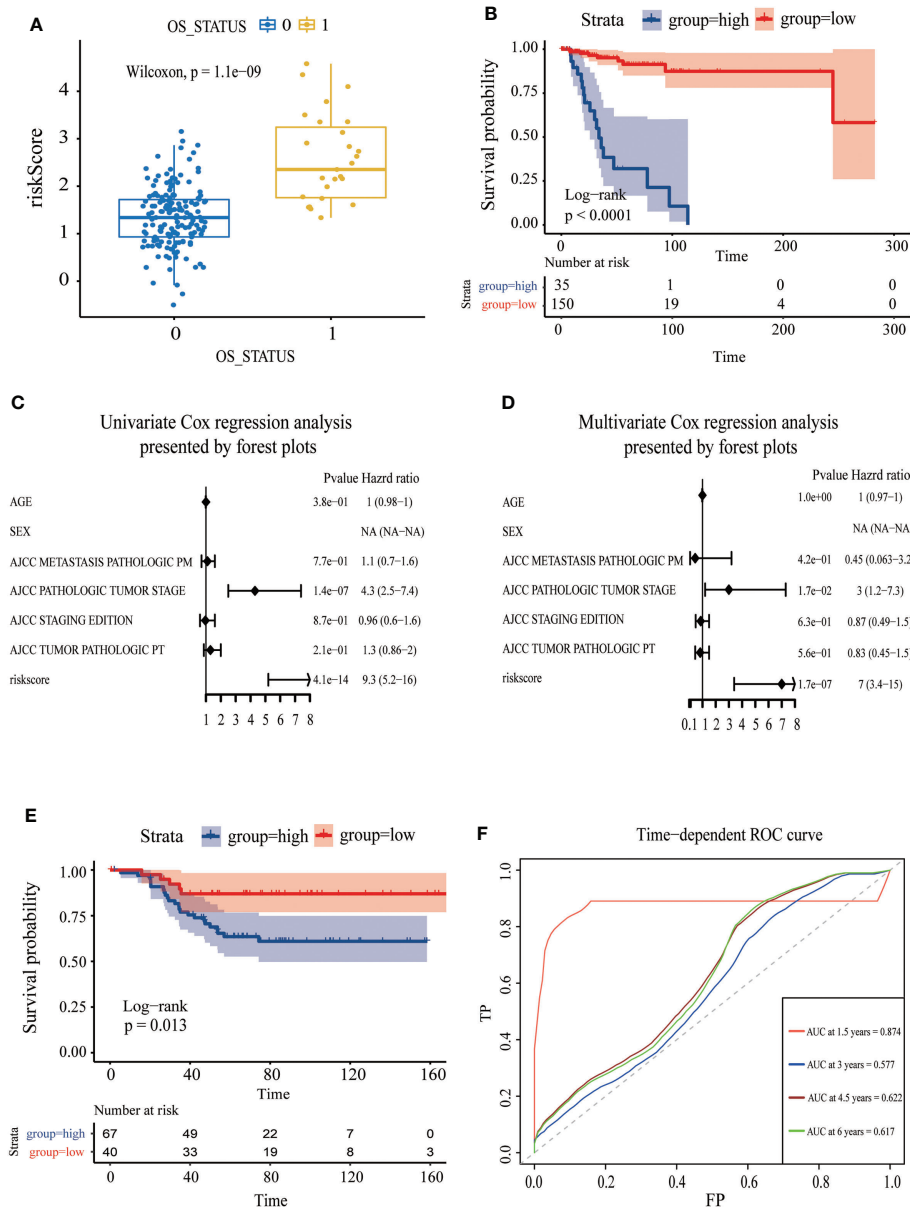 A
OS_STATUS 0 1
Wilcoxon, p = 1.1e−09
riskScore
4
3
2
1
0
0 1
OS_STATUS
B
Strata group=high group=low
Survival probability
1.00
0.75
0.50
0.25
0.00
Log−rank
p < 0.0001
0 100 200 300
Time
Number at risk
Strata
group=high 35 1 0 0
group=low 150 19 4 0
0 100 200 300
Time
C
Univariate Cox regression analysis
presented by forest plots
Pvalue Hazrd ratio
AGE 3.8e−01 1 (0.98−1)
SEX NA (NA−NA)
AJCC METASTASIS PATHOLOGIC PM 7.7e−01 1.1 (0.7−1.6)
AJCC PATHOLOGIC TUMOR STAGE 1.4e−07 4.3 (2.5−7.4)
AJCC STAGING EDITION 8.7e−01 0.96 (0.6−1.6)
AJCC TUMOR PATHOLOGIC PT 2.1e−01 1.3 (0.86−2)
riskscore 4.1e−14 9.3 (5.2−16)
1 2 3 4 5 6 7 8
D
Multivariate Cox regression analysis
presented by forest plots
Pvalue Hazrd ratio
AGE 1.0e+00 1 (0.97−1)
SEX NA (NA−NA)
AJCC METASTASIS PATHOLOGIC PM 4.2e−01 0.45 (0.063−3.2)
AJCC PATHOLOGIC TUMOR STAGE 1.7e−02 3 (1.2−7.3)
AJCC STAGING EDITION 6.3e−01 0.87 (0.49−1.5)
AJCC TUMOR PATHOLOGIC PT 5.6e−01 0.83 (0.45−1.5)
riskscore 1.7e−07 7 (3.4−15)
0.1 1 2 3 4 5 6 7 8
E
Strata group=high group=low
Survival probability
1.00
0.75
0.50
0.25
0.00
Log−rank
p = 0.013
0 40 80 120 160
Time
Number at risk
Strata
group=high 67 49 22 7 0
group=low 40 33 19 8 3
0 40 80 120 160
Time
F
Time−dependent ROC curve
TP
1.0
0.8
0.6
0.4
0.2
0.0
AUC at 1.5 years = 0.874
AUC at 3 years = 0.577
AUC at 4.5 years = 0.622
AUC at 6 years = 0.617
0.0 0.2 0.4 0.6 0.8 1.0
FP